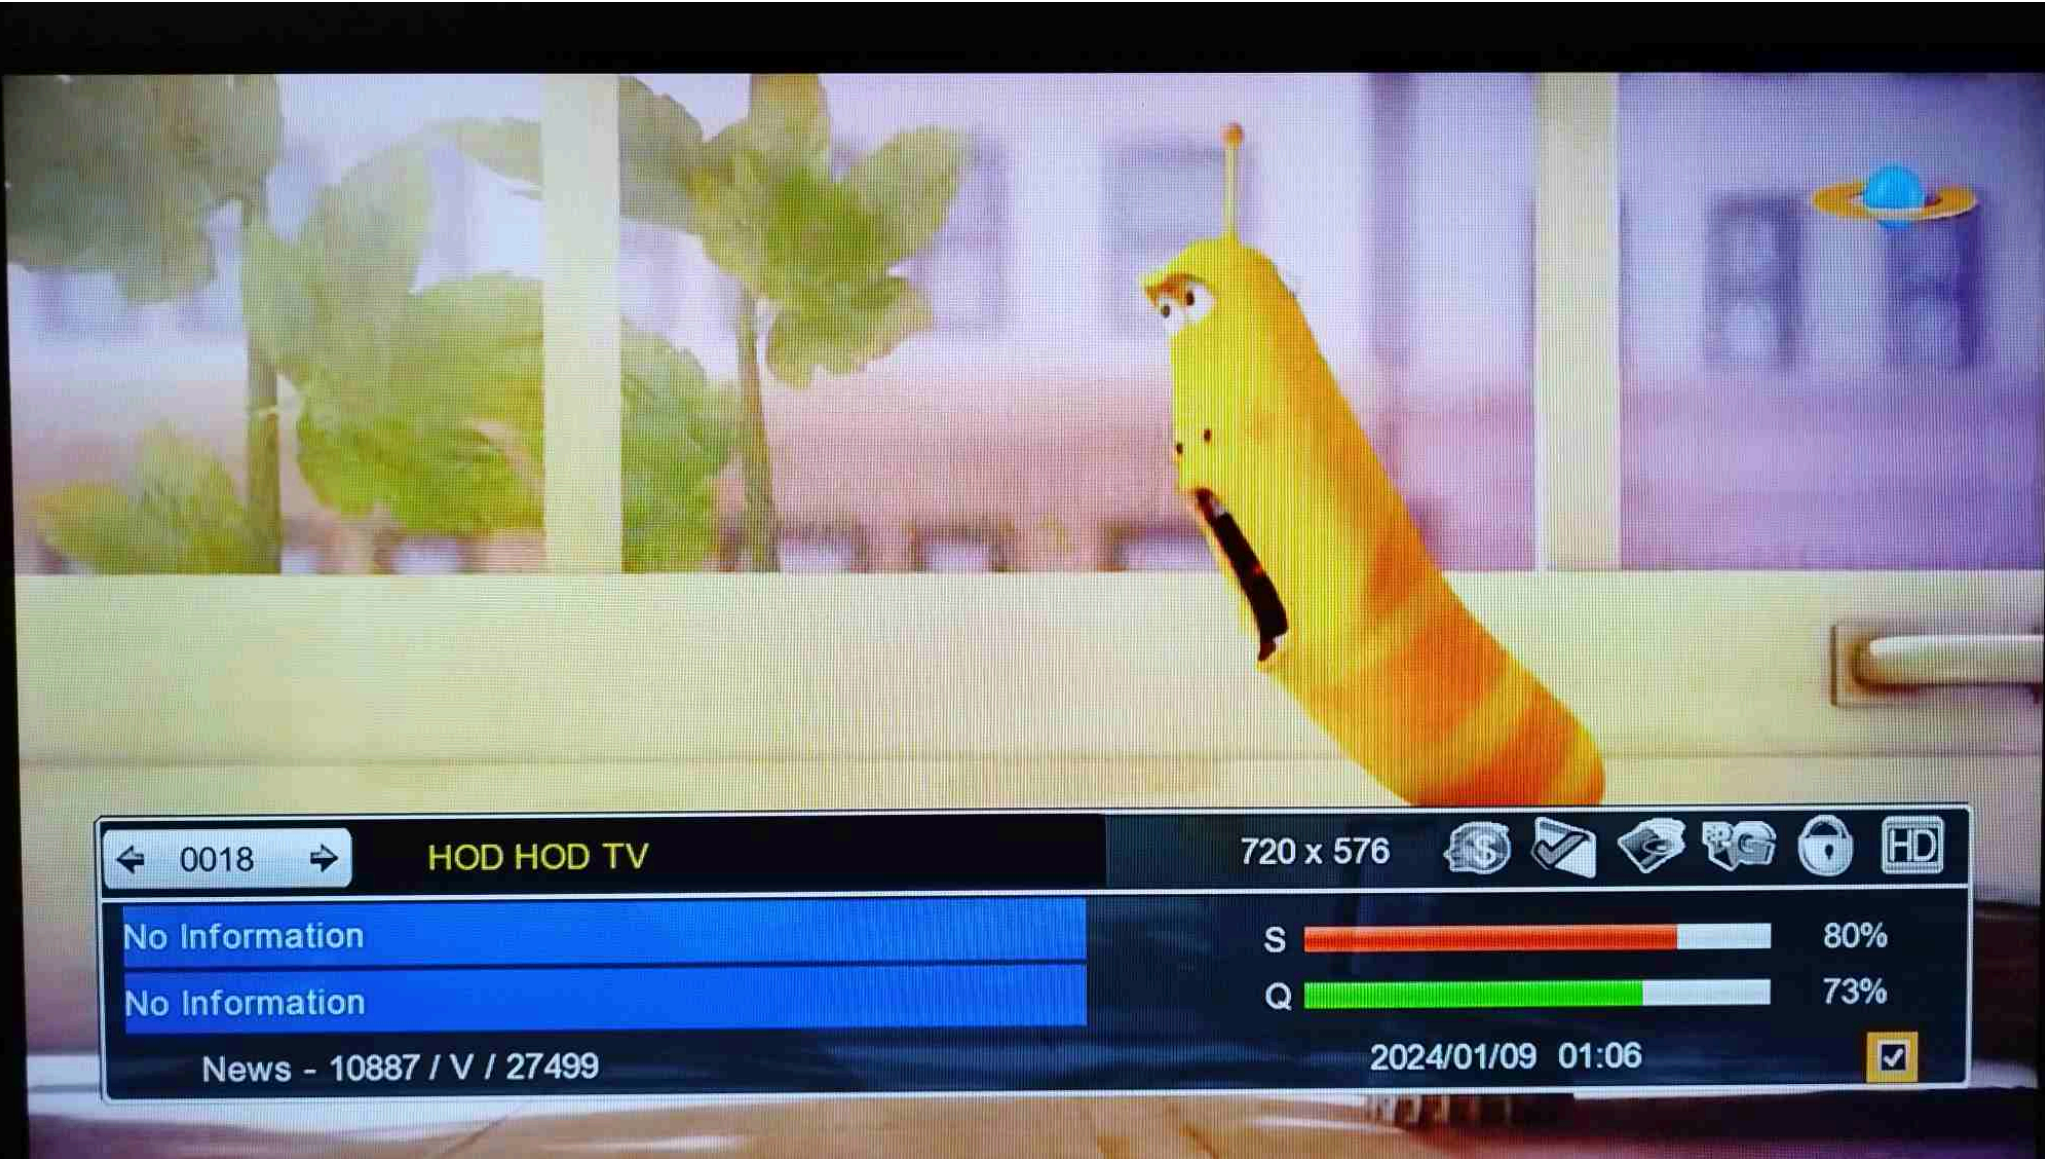 0018
HOD HOD TV
720 x 576
HD
No Information
S 80%
No Information
Q 73%
News - 10887 / V / 27499
2024/01/09 01:06